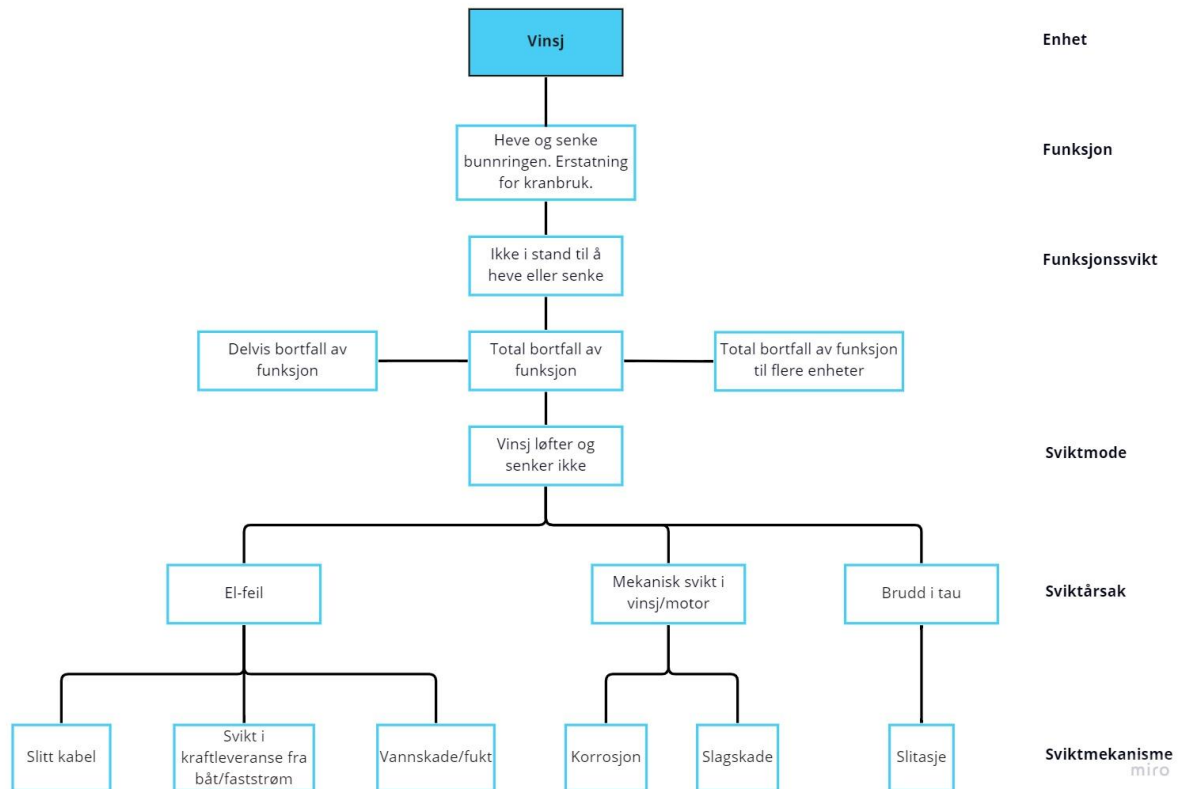 Vinsj
Enhet
Heve og senke
bunnringen. Erstatning
for kranbruk.
Funksjon
Ikke i stand til å
heve eller senke
Funksjonssvikt
Delvis bortfall av
funksjon
Total bortfall av
funksjon
Total bortfall av funksjon
til flere enheter
Vinsj løfter og
senker ikke
Sviktmode
El-feil
Mekanisk svikt i
vinsj/motor
Brudd i tau
Sviktårsak
Slitt kabel
Svikt i
kraftleveranse fra
båt/faststrøm
Vannskade/fukt
Korrosjon
Slagskade
Slitasje
Sviktmekanisme
miro